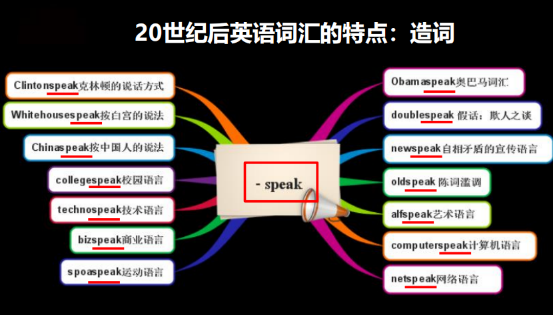 20世纪后英语词汇的特点：造词
Clintonspeak克林顿的说话方式
Whitehousespeak按白宫的说法
Chinaspeak按中国人的说法
collegespeak校园语言
technospeak技术语言
bizspeak商业语言
spoaspeak运动语言
- speak
Obamaspeak奥巴马词汇
doublespeak 假话；欺人之谈
newspeak自相矛盾的宣传语言
oldspeak 陈词滥调
alfspeak艺术语言
computerspeak计算机语言
netspeak网络语言